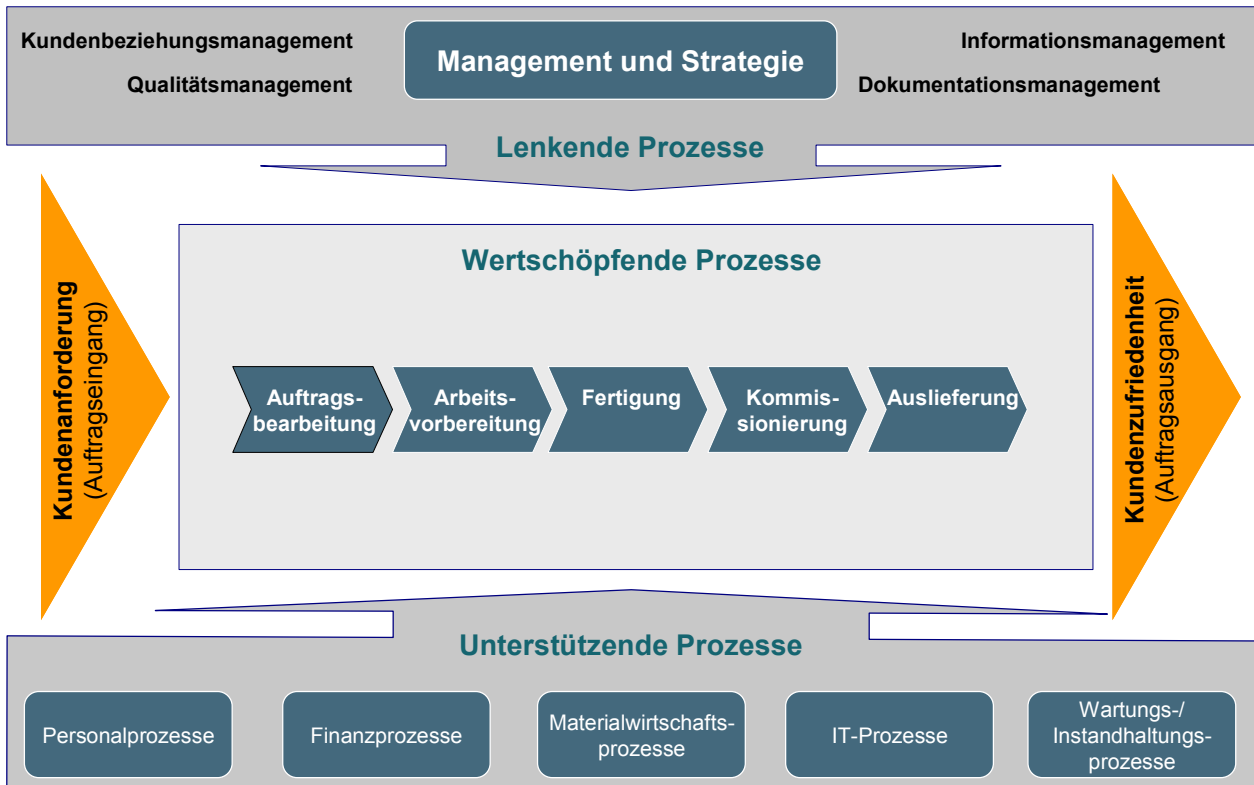 Kundenbeziehungsmanagement
Qualitätsmanagement
Management und Strategie
Informationsmanagement
Dokumentationsmanagement
Lenkende Prozesse
Kundenanforderung
(Auftragseingang)
Wertschöpfende Prozesse
Auftrags-
bearbeitung
Arbeits-
vorbereitung
Fertigung
Kommis-
sionierung
Auslieferung
Kundenzufriedenheit
(Auftragsausgang)
Unterstützende Prozesse
Personalprozesse
Finanzprozesse
Materialwirtschafts-
prozesse
IT-Prozesse
Wartungs-/
Instandhaltungs-
prozesse